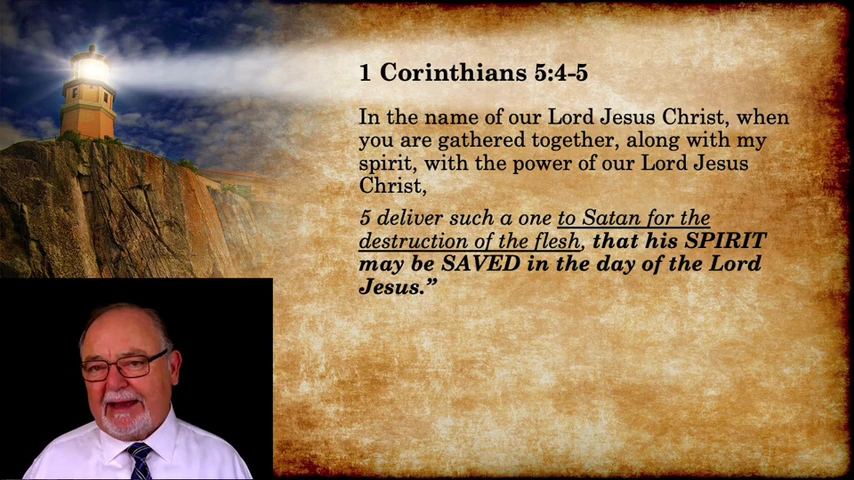 1 Corinthians 5:4-5
In the name of our Lord Jesus Christ, when
you are gathered together, along with my
spirit, with the power of our Lord Jesus
Christ,
5 deliver such a one to Satan for the
destruction of the flesh, that his SPIRIT
may be SAVED in the day of the Lord
Jesus.”